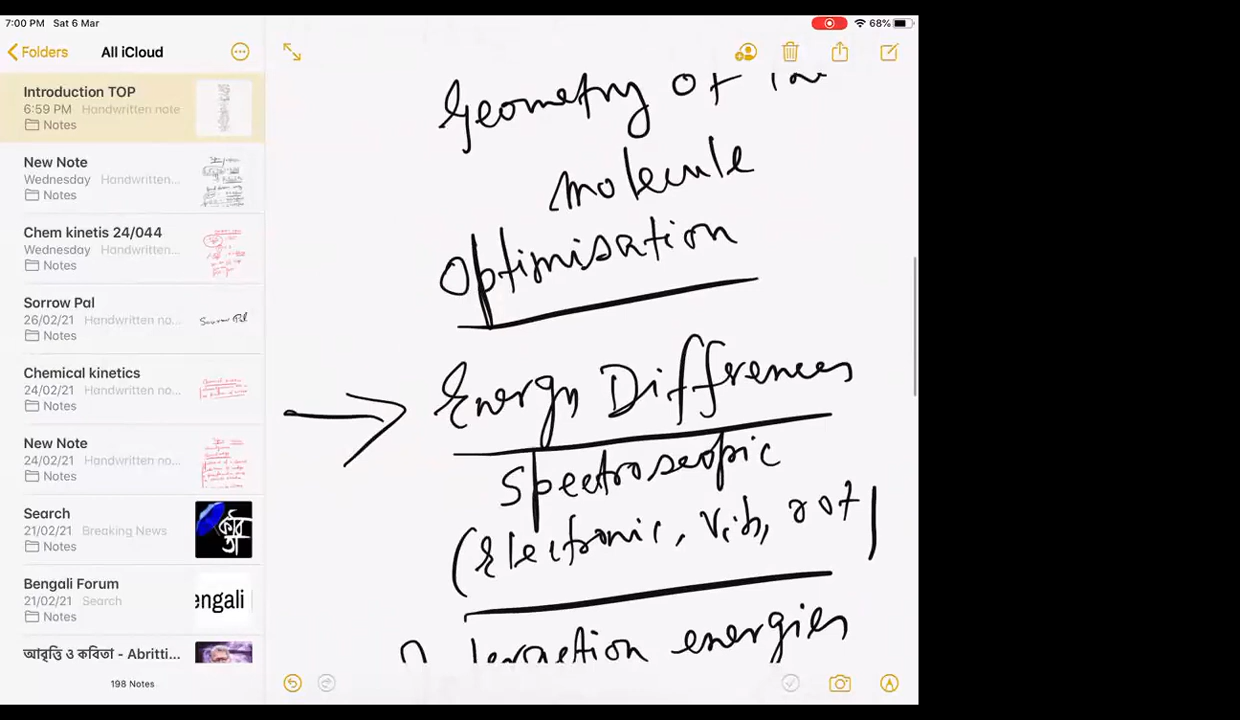 7:00 PM Sat 6 Mar
68%
Folders
All iCloud
Introduction TOP
6:59 PM Handwritten note
Notes
New Note
Wednesday Handwritten...
Notes
Chem kinetis 24/044
Wednesday Handwritten...
Notes
Sorrow Pal
26/02/21 Handwritten no...
Notes
Chemical kinetics
24/02/21 Handwritten no...
Notes
New Note
24/02/21 Handwritten no...
Notes
Search
21/02/21 Breaking News
Notes
Bengali Forum
21/02/21 Search
Notes
engali
আবৃত্তি ও কবিতা - Abritti...
198 Notes
Geometry of
molecule
Optimisation
Energy Differences
Spectroscopic
(Electronic, Vib, rot)
energies